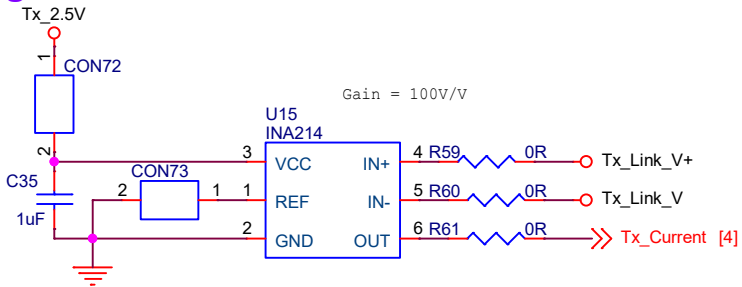 Tx_2.5V
1
CON72
Gain = 100V/V
U15
INA214
2
3
VCC
IN+
4
R59
0R
Tx_Link_V+
C35
1uF
CON73
2
1
1
REF
IN-
5
R60
0R
Tx_Link_V
2
GND
OUT
6
R61
0R
Tx_Current [4]